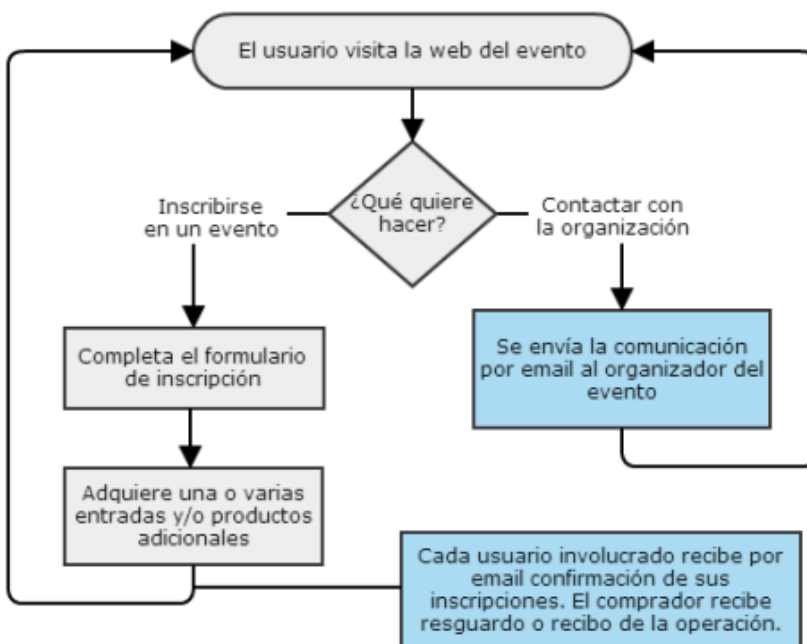 El usuario visita la web del evento
¿Qué quiere
hacer?
Inscribirse
en un evento
Contactar con
la organización
Completa el formulario
de inscripción
Se envía la comunicación
por email al organizador del
evento
Adquiere una o varias
entradas y/o productos
adicionales
Cada usuario involucrado recibe por
email confirmación de sus
inscripciones. El comprador recibe
resguardo o recibo de la operación.